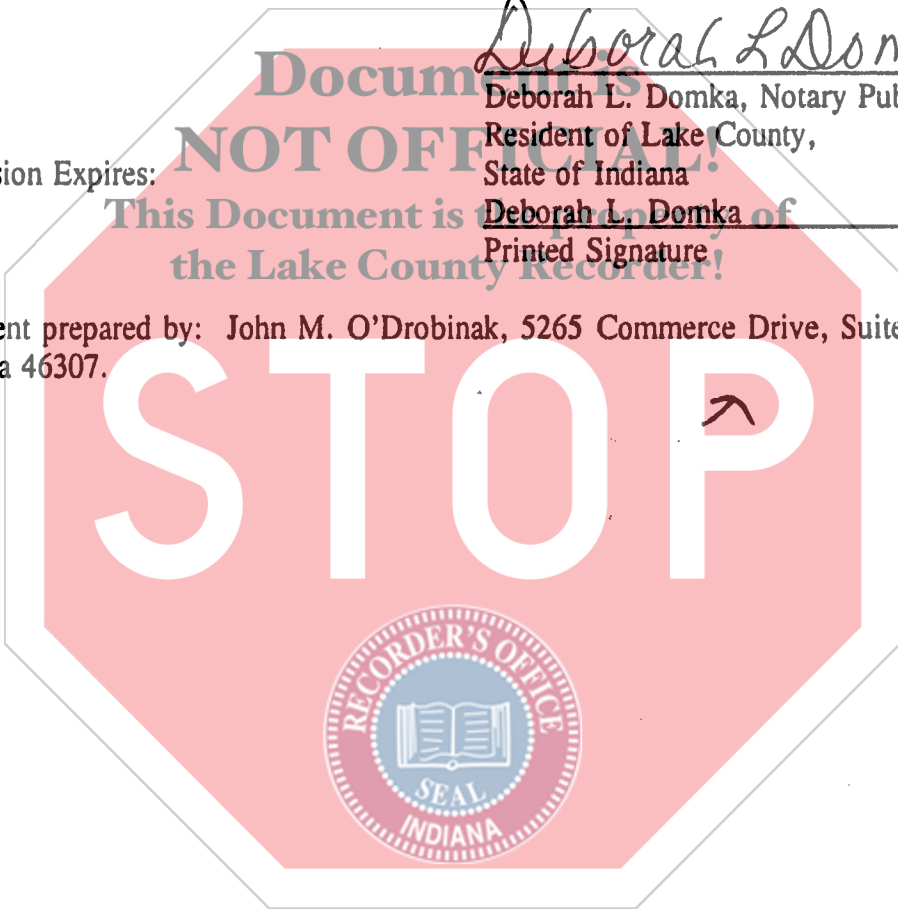 Deborah L Dom
Document is
Deborah L. Domka, Notary Pub
NOT OFFICIAL!
Resident of Lake County,
sion Expires:
State of Indiana
This Document is the property of
Deborah L. Domka
the Lake County Recorder!
Printed Signature
ent prepared by: John M. O'Drobinak, 5265 Commerce Drive, Suite
a 46307.
STOP
RECORDER'S OFFICE
SEAL
INDIANA